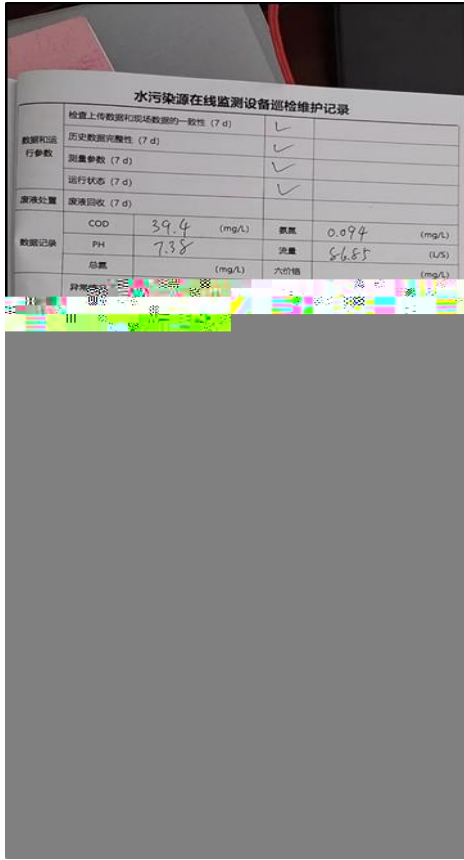 水污染源在线监测设备巡检维护记录
数据和运行参数
检查上传数据和现场数据的一致性 (7 d) ✓
历史数据完整性 (7 d) ✓
测量参数 (7 d) ✓
运行状态 (7 d) ✓
废液处置 废液回收 (7 d)
数据记录
COD 39.4 (mg/L) 氨氮 0.094 (mg/L)
PH 7.38 流量 86.85 (L/S)
总氮 (mg/L) 六价铬 (mg/L)